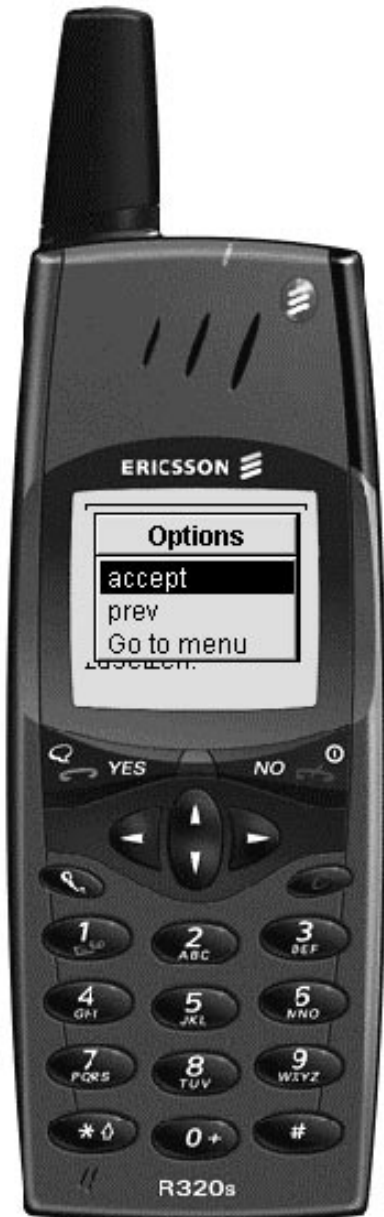 ERICSSON
Options
accept
prev
Go to menu
YES
NO
1
2
ABC
3
DEF
4
GHI
5
JKL
6
MNO
7
PQRS
8
TUV
9
WXYZ
*
0 +
#
R320s